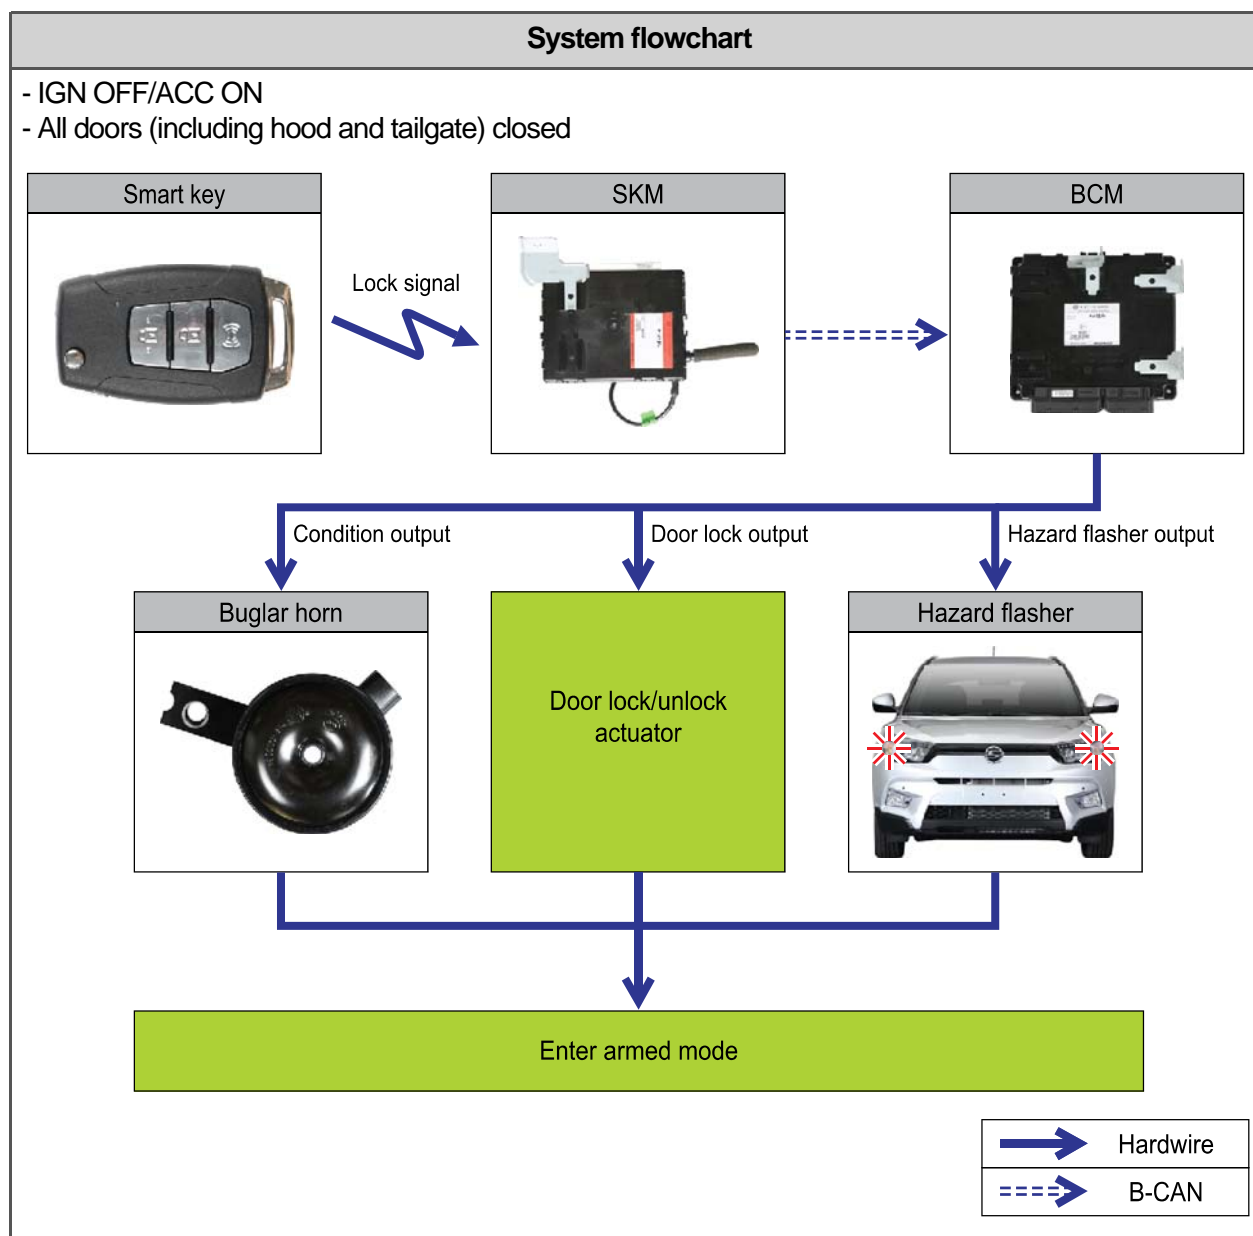 System flowchart
- IGN OFF/ACC ON
- All doors (including hood and tailgate) closed
Smart key
SKM
BCM
Lock signal
Condition output
Door lock output
Hazard flasher output
Buglar horn
Hazard flasher
Door lock/unlock
actuator
Enter armed mode
Hardwire
B-CAN